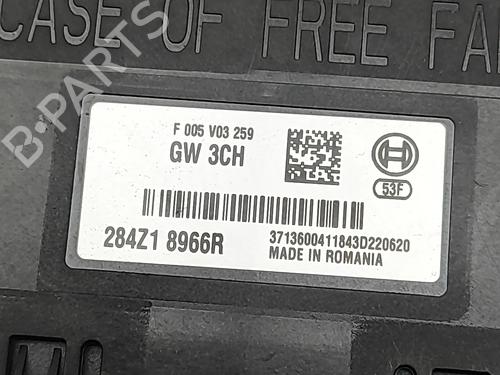 CASE OF FREE FA
B-PARTS
F 005 V03 259
GW 3CH
53F
284Z1 8966R
3713600411843D220620
MADE IN ROMANIA